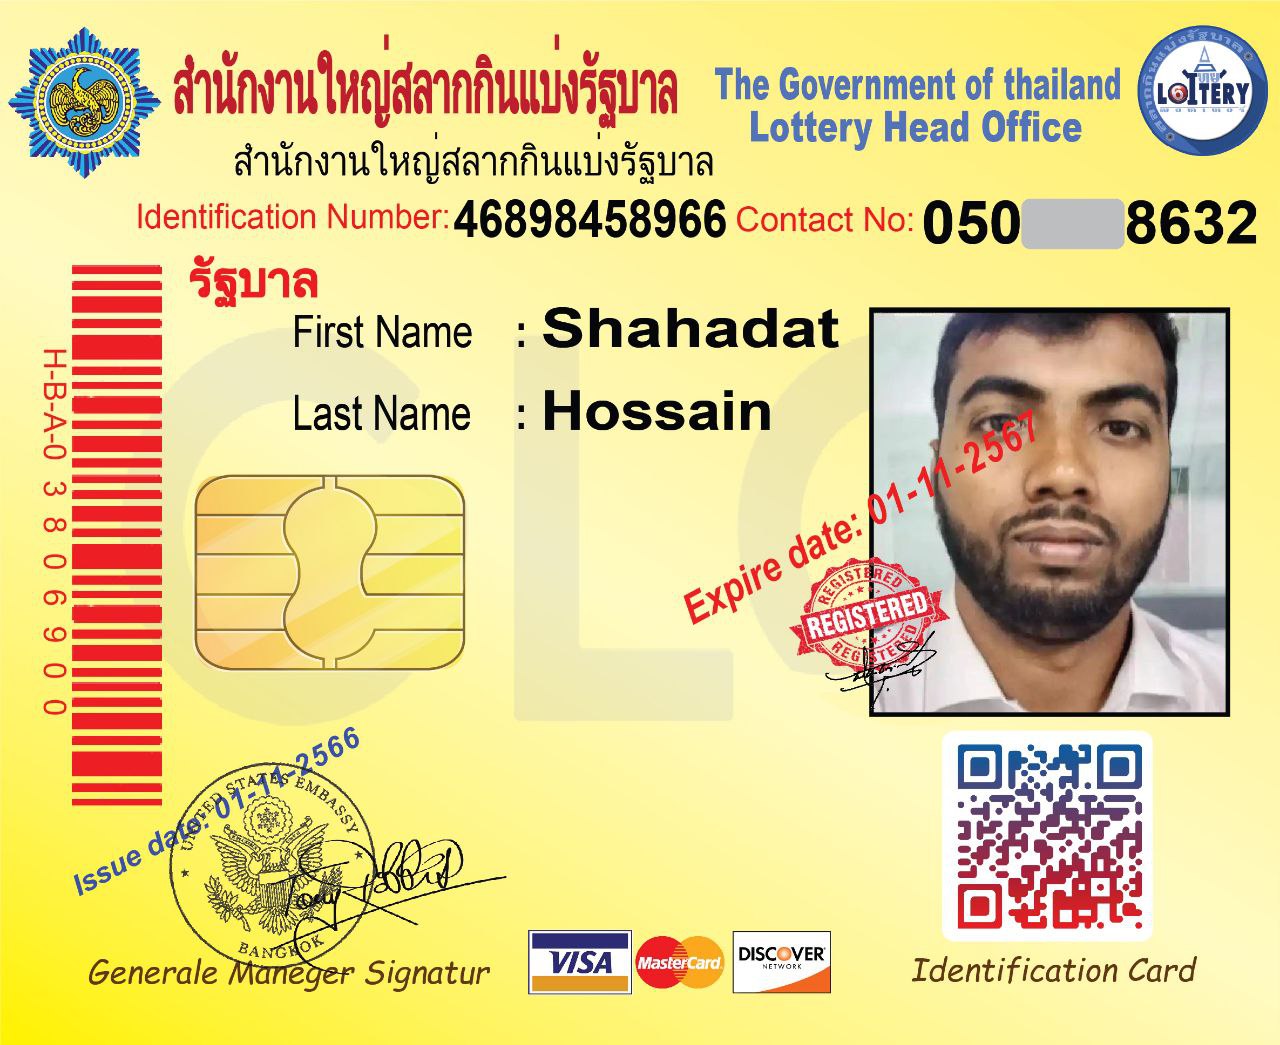 สำนักงานใหญ่สลากกินแบ่งรัฐบาล
สำนักงานใหญ่สลากกินแบ่งรัฐบาล
The Government of thailand
Lottery Head Office
LOTTERY
Identification Number: 46898458966 Contact No: 050 8632
รัฐบาล
First Name : Shahadat
Last Name : Hossain
H-B-A-0 3 8 0 6 9 0 0
CLO
Expire date: 01-11-2567
REGISTERED
REGISTERED
REGISTERED
Issue date: 01-11-2566
UNITED STATES EMBASSY
BANGKOK
Generale Maneger Signatur
VISA
MasterCard
DISCOVER
NETWORK
Identification Card